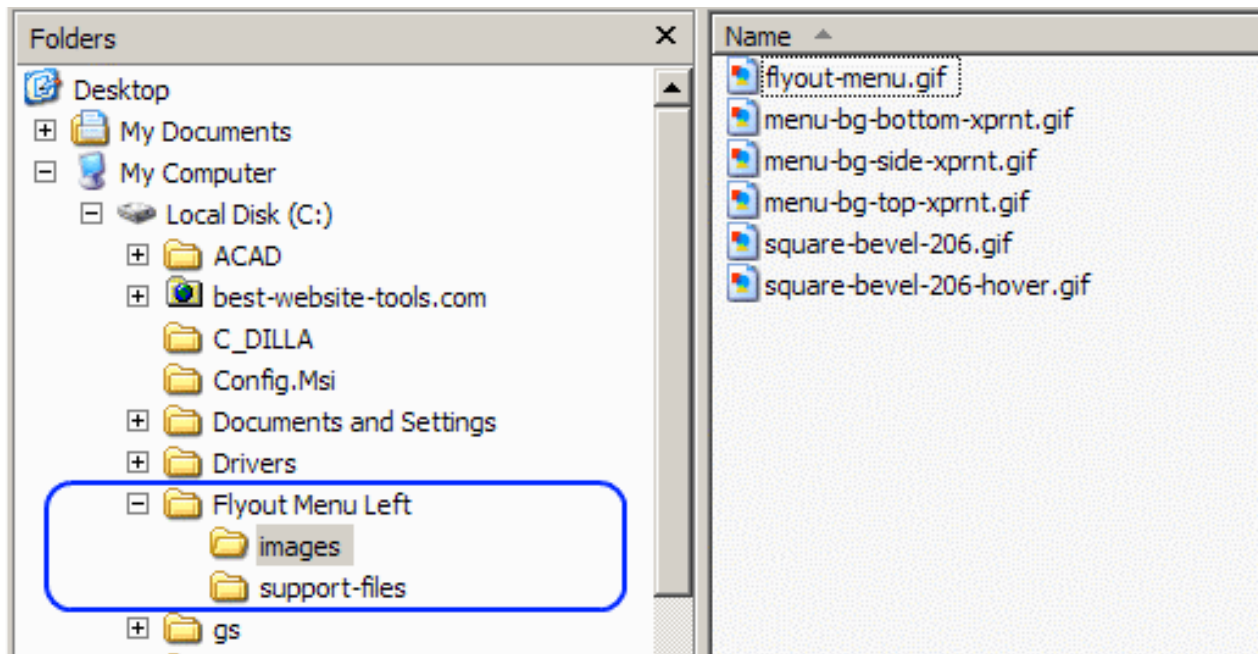 Folders
Desktop
My Documents
My Computer
Local Disk (C:)
ACAD
best-website-tools.com
C_DILLA
Config.Msi
Documents and Settings
Drivers
Flyout Menu Left
images
support-files
gs
Name
flyout-menu.gif
menu-bg-bottom-xprnt.gif
menu-bg-side-xprnt.gif
menu-bg-top-xprnt.gif
square-bevel-206.gif
square-bevel-206-hover.gif